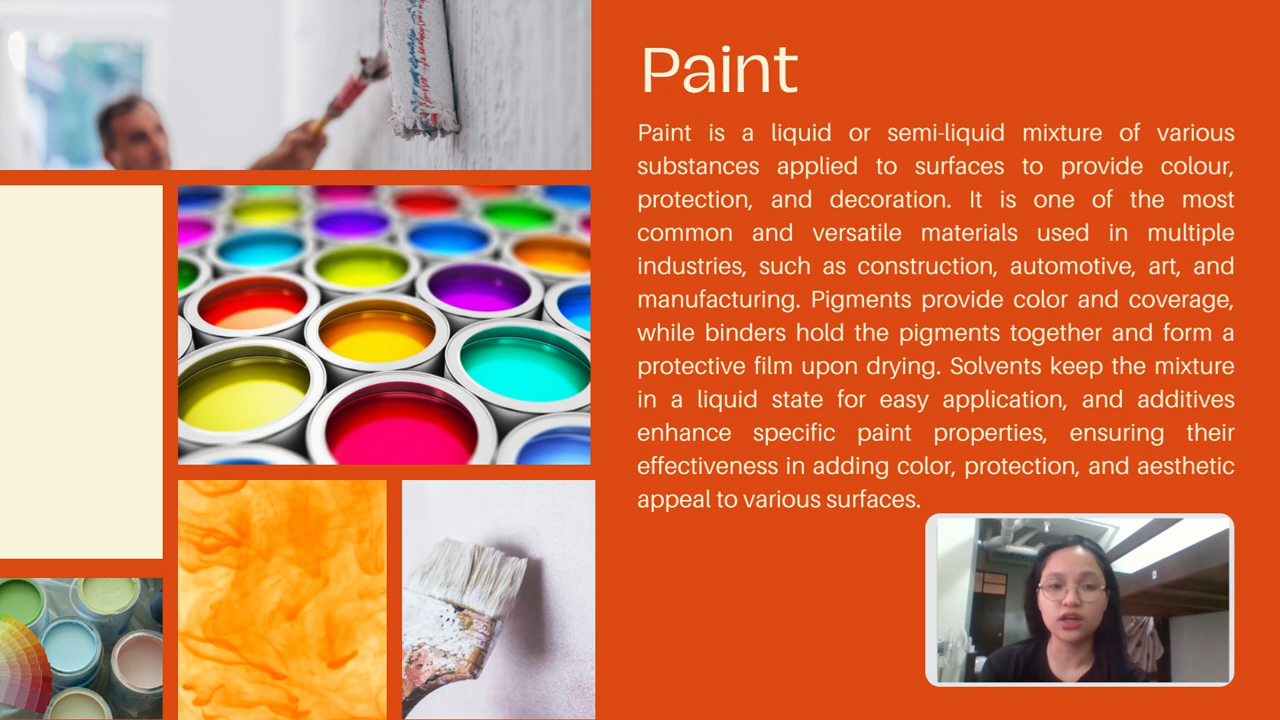 Paint
Paint is a liquid or semi-liquid mixture of various
substances applied to surfaces to provide colour,
protection, and decoration. It is one of the most
common and versatile materials used in multiple
industries, such as construction, automotive, art, and
manufacturing. Pigments provide color and coverage,
while binders hold the pigments together and form a
protective film upon drying. Solvents keep the mixture
in a liquid state for easy application, and additives
enhance specific paint properties, ensuring their
effectiveness in adding color, protection, and aesthetic
appeal to various surfaces.